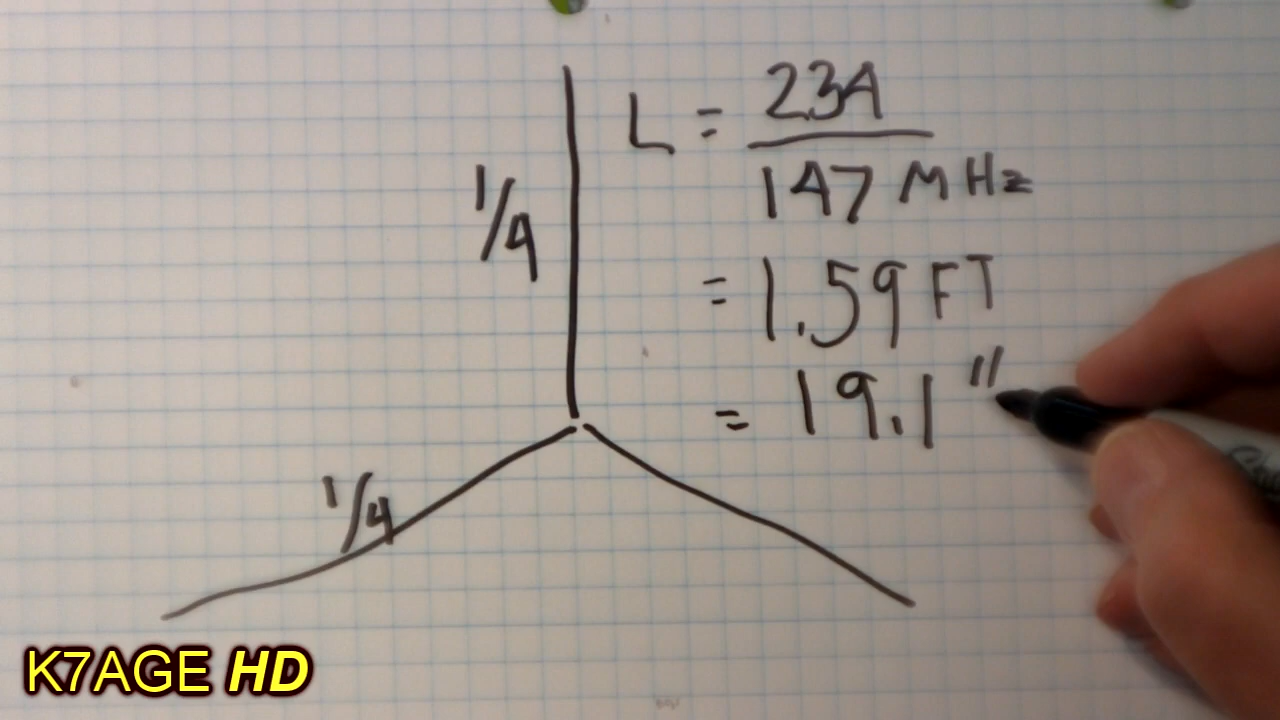 L = 234
147 MHz
= 1.59 FT
= 19.1"
1/4
1/4
K7AGE HD